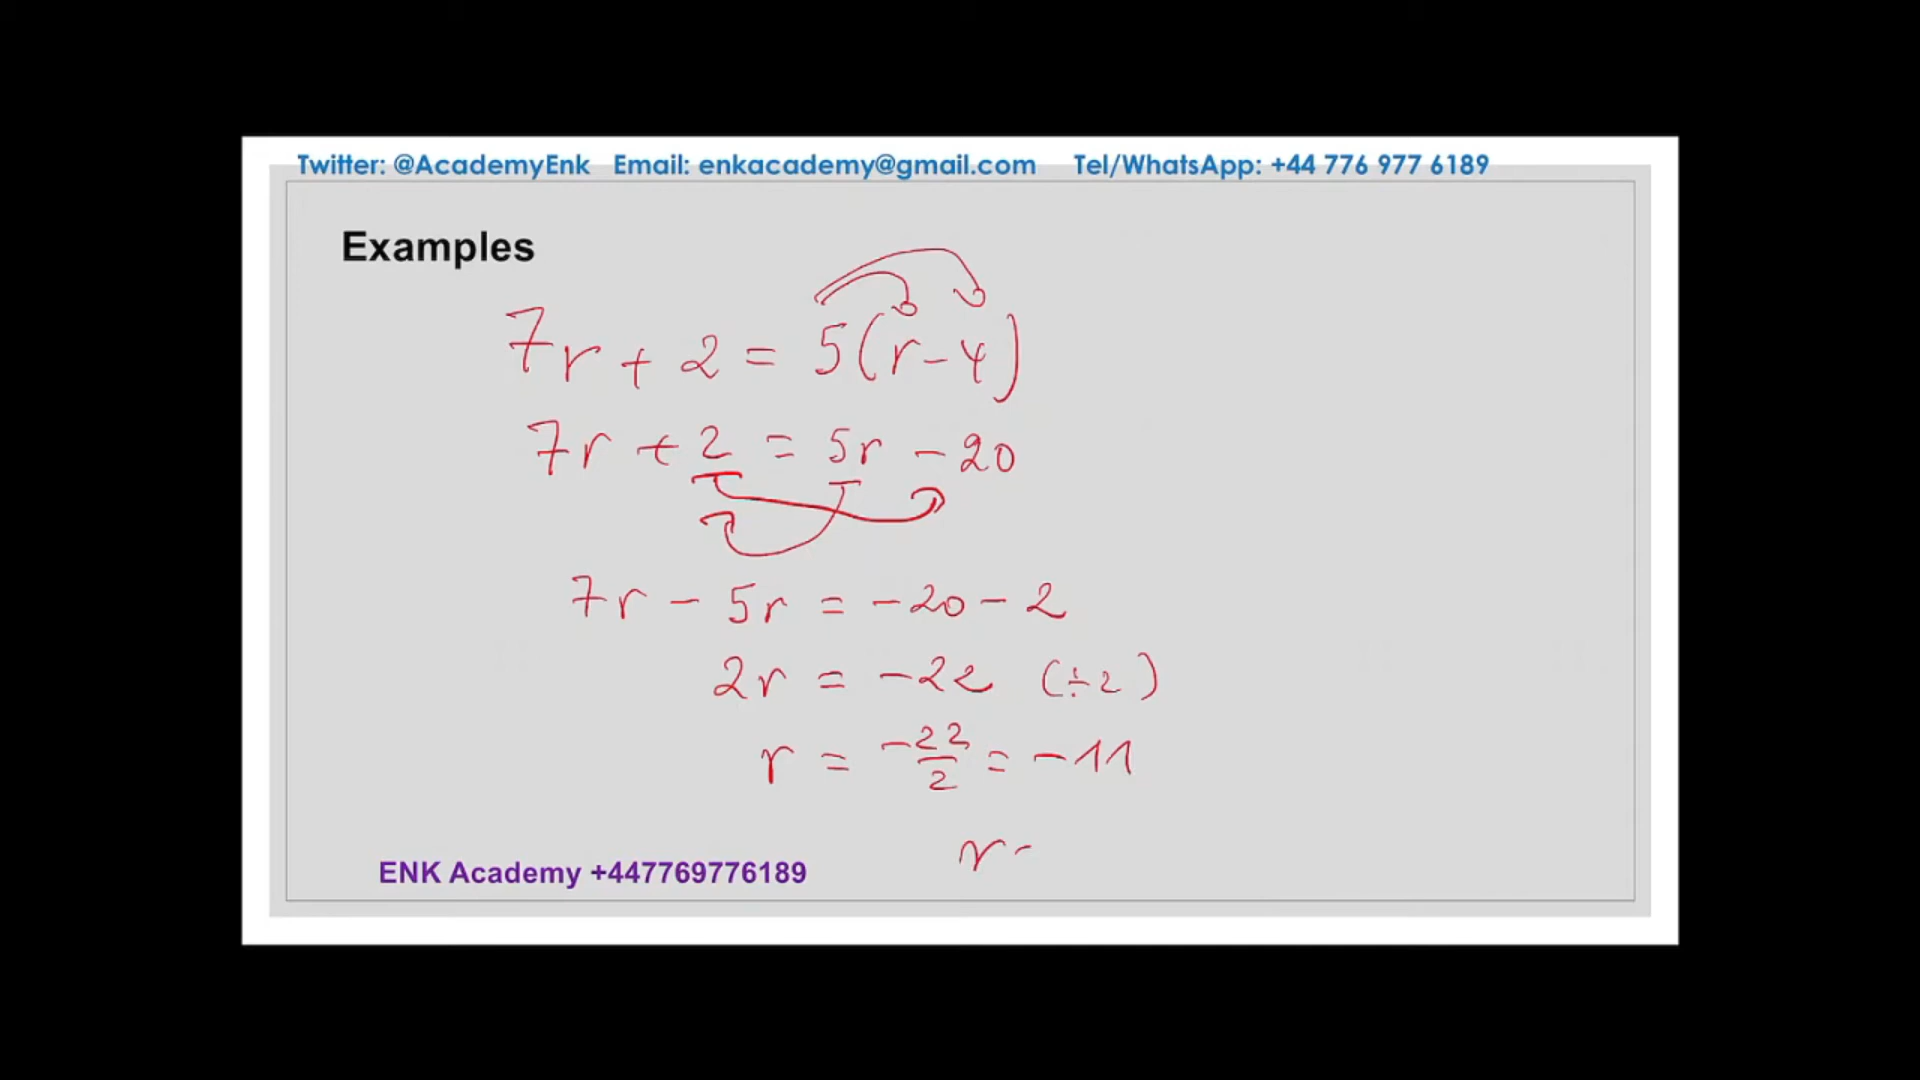 Twitter: @AcademyEnk Email: enkacademy@gmail.com Tel/WhatsApp: +44 776 977 6189
Examples
7r + 2 = 5(r - 4)
7r + 2 = 5r - 20
7r - 5r = -20 - 2
2r = -22 (÷2)
r = -22/2 = -11
r -
ENK Academy +447769776189